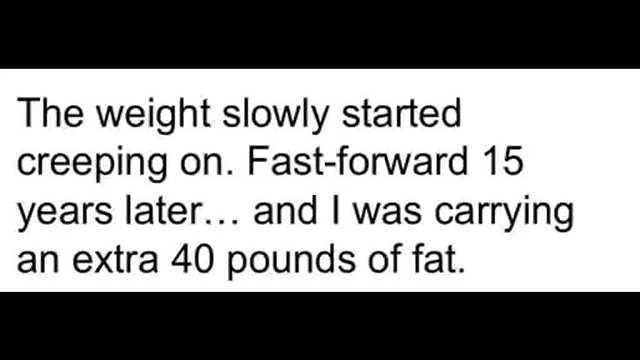 The weight slowly started
creeping on. Fast-forward 15
years later... and I was carrying
an extra 40 pounds of fat.